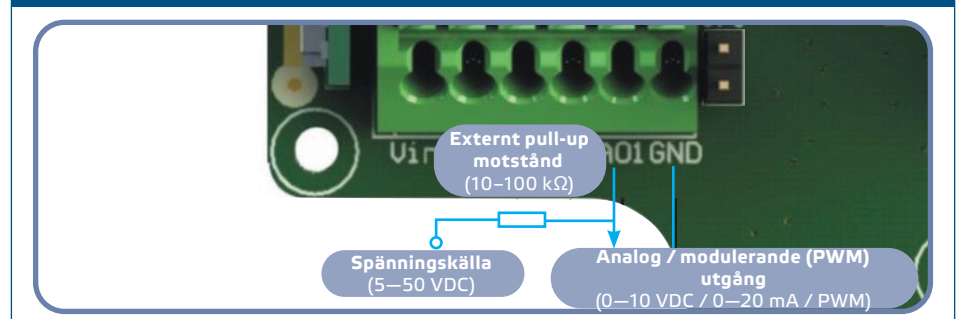 Vin
AO1 GND
Externt pull-up
motstånd
(10–100 kΩ)
Spänningskälla
(5—50 VDC)
Analog / modulerande (PWM)
utgång
(0—10 VDC / 0—20 mA / PWM)